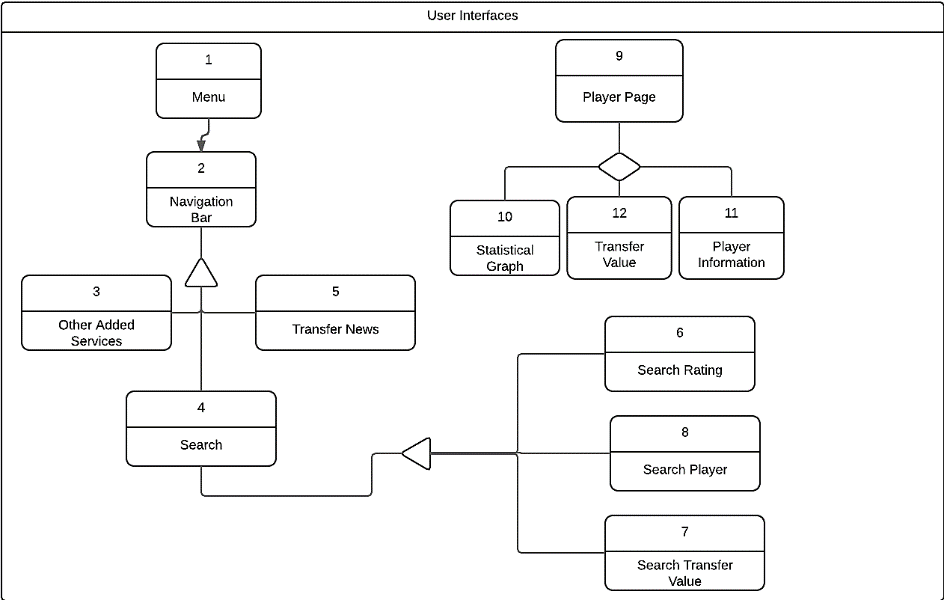 User Interfaces
1
Menu
2
Navigation
Bar
3
Other Added
Services
5
Transfer News
4
Search
9
Player Page
10
Statistical
Graph
12
Transfer
Value
11
Player
Information
6
Search Rating
8
Search Player
7
Search Transfer
Value